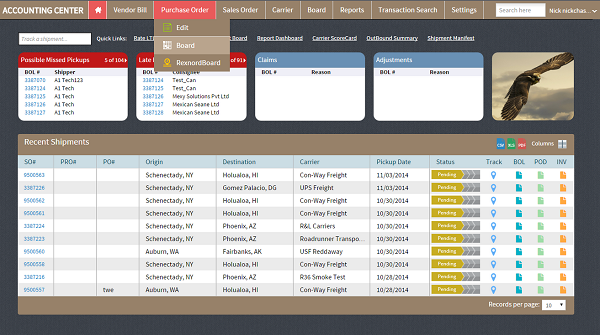 ACCOUNTING CENTER Vendor Bill Purchase Order Sales Order Carrier Board Reports Transaction Search Settings Search here Nick nickchas...
Edit
Board
RexnordBoard
Track a shipment... Quick Links: Rate LT Board Report Dashboard Carrier ScoreCard OutBound Summary Shipment Manifest
Possible Missed Pickups 5 of 104
BOL # Shipper
3387070 A1 Tech123
3387124 A1 Tech
3387125 A1 Tech
3387126 A1 Tech
3387127 A1 Tech
Late of 91
BOL # Consignee
3387124 Test_Can
3387125 Test_Can
3387126 Mexy Solutions Pvt Ltd
3387127 Mexican Seane Ltd
3387128 Mexican Seane Ltd
Claims
BOL # Reason
Adjustments
BOL # Reason
Recent Shipments CSV XLS PDF Columns
SO# PRO# PO# Origin Destination Carrier Pickup Date Status Track BOL POD INV
9500563 Schenectady, NY Holualoa, HI Con-Way Freight 11/03/2014 Pending
3387226 Schenectady, NY Gomez Palacio, DG UPS Freight 11/03/2014 Pending
9500562 Schenectady, NY Holualoa, HI Con-Way Freight 10/30/2014 Pending
9500561 Schenectady, NY Holualoa, HI Con-Way Freight 10/30/2014 Pending
3387224 Schenectady, NY Phoenix, AZ R&L Carriers 10/30/2014 Pending
3387223 Schenectady, NY Phoenix, AZ Roadrunner Transpo... 10/30/2014 Pending
9500560 Auburn, WA Fairbanks, AK USF Reddaway 10/30/2014 Pending
9500558 Schenectady, NY Holualoa, HI Con-Way Freight 10/30/2014 Pending
3387216 Schenectady, NY Phoenix, AZ R36 Smoke Test 10/28/2014 Pending
9500557 twe Auburn, WA Holualoa, HI Con-Way Freight 10/28/2014 Pending
Records per page: 10